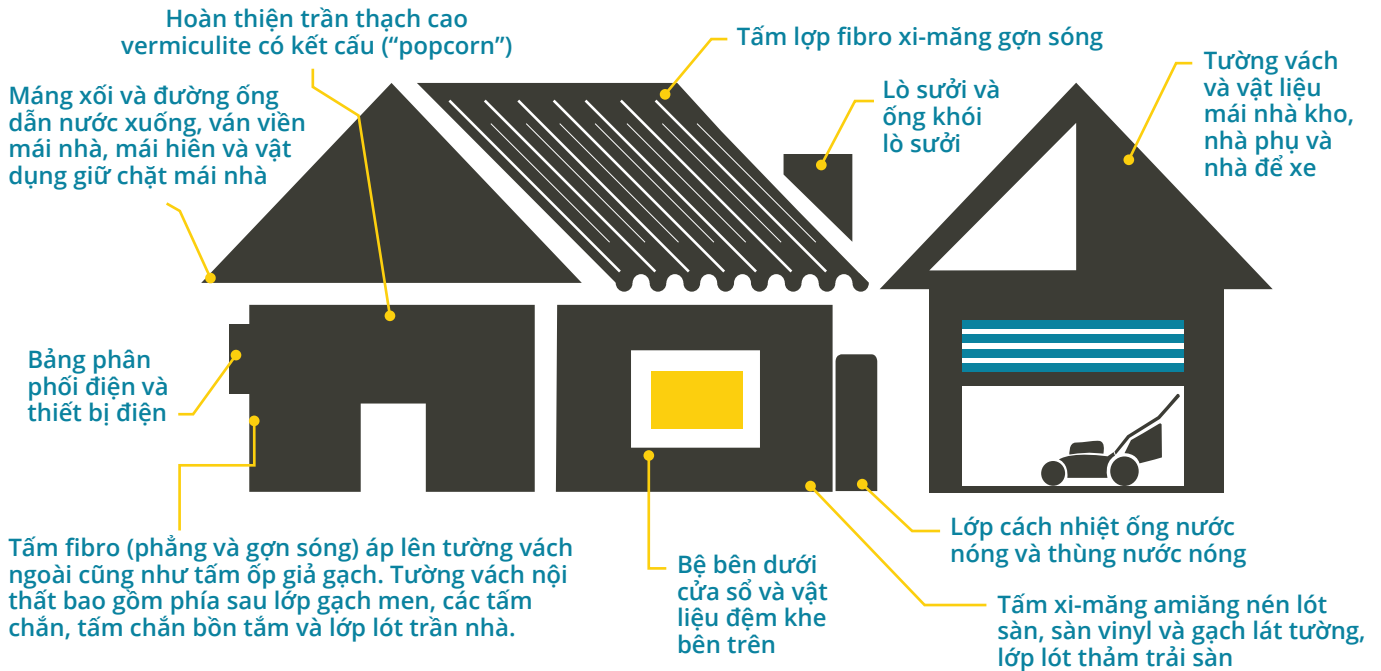 Hoàn thiện trần thạch cao
vermiculite có kết cấu (“popcorn”)
Tấm lợp fibro xi-măng gợn sóng
Máng xối và đường ống
dẫn nước xuống, ván viền
mái nhà, mái hiên và vật
dụng giữ chặt mái nhà
Lò sưởi và
ống khói
lò sưởi
Tường vách
và vật liệu
mái nhà kho,
nhà phụ và
nhà để xe
Bảng phân
phối điện và
thiết bị điện
Tấm fibro (phẳng và gợn sóng) áp lên tường vách
ngoài cũng như tấm ốp giả gạch. Tường vách nội
thất bao gồm phía sau lớp gạch men, các tấm
chắn, tấm chắn bồn tắm và lớp lót trần nhà.
Bệ bên dưới
cửa sổ và vật
liệu đệm khe
bên trên
Lớp cách nhiệt ống nước
nóng và thùng nước nóng
Tấm xi-măng amiăng nén lót
sàn, sàn vinyl và gạch lát tường,
lớp lót thảm trải sàn